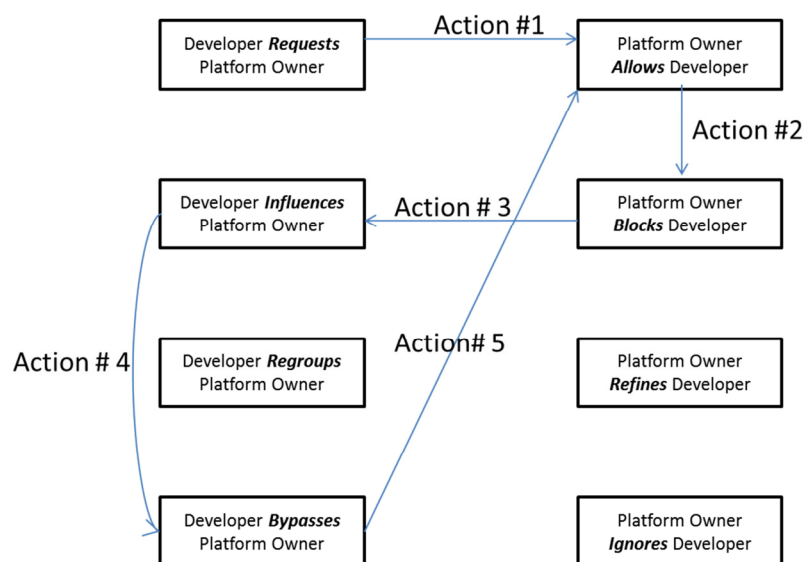 Developer Requests
Platform Owner
Action #1
Platform Owner
Allows Developer
Action #2
Developer Influences
Platform Owner
Action # 3
Platform Owner
Blocks Developer
Action # 4
Developer Regroups
Platform Owner
Action# 5
Platform Owner
Refines Developer
Developer Bypasses
Platform Owner
Platform Owner
Ignores Developer